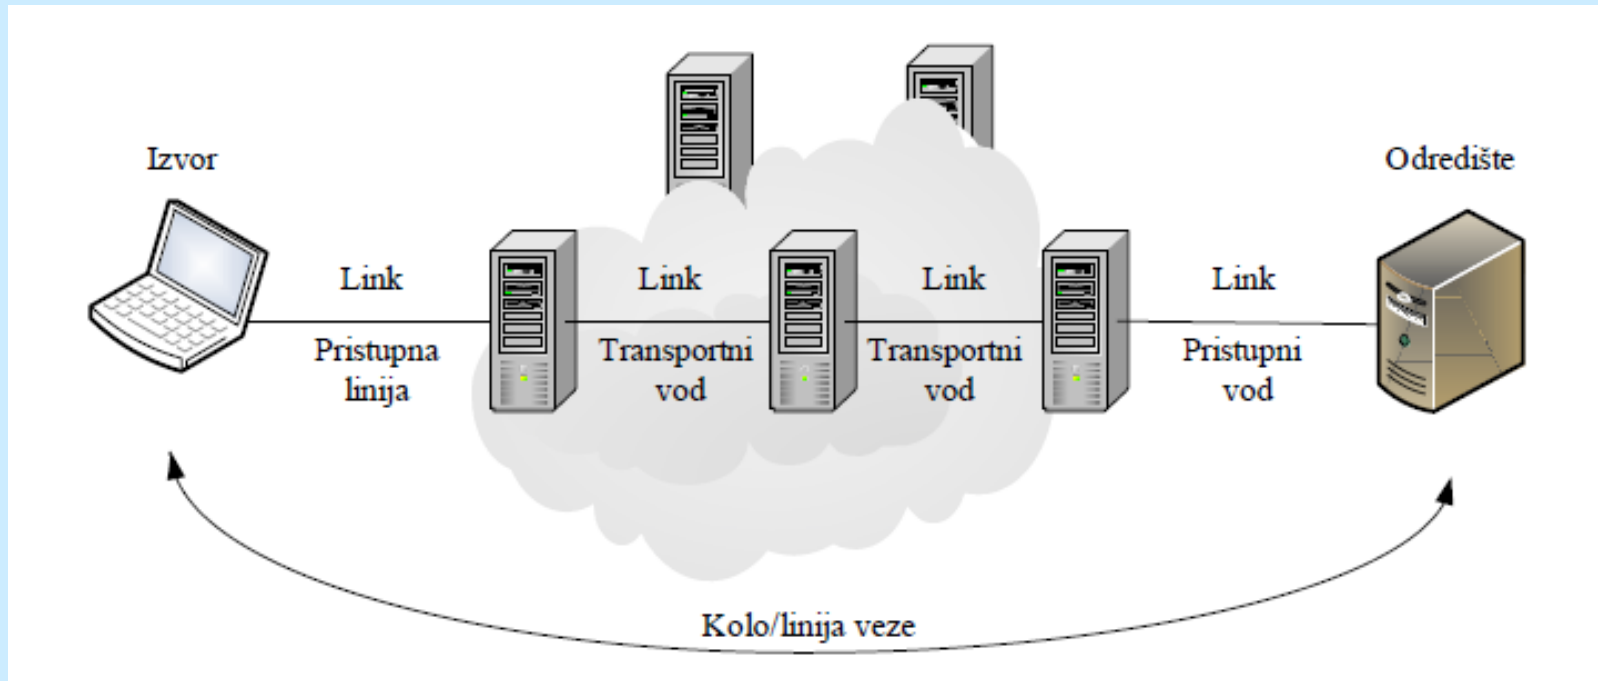 Izvor
Odredište
Link
Link
Link
Link
Pristupna
linija
Transportni
vod
Transportni
vod
Pristupni
vod
Kolo/linija veze